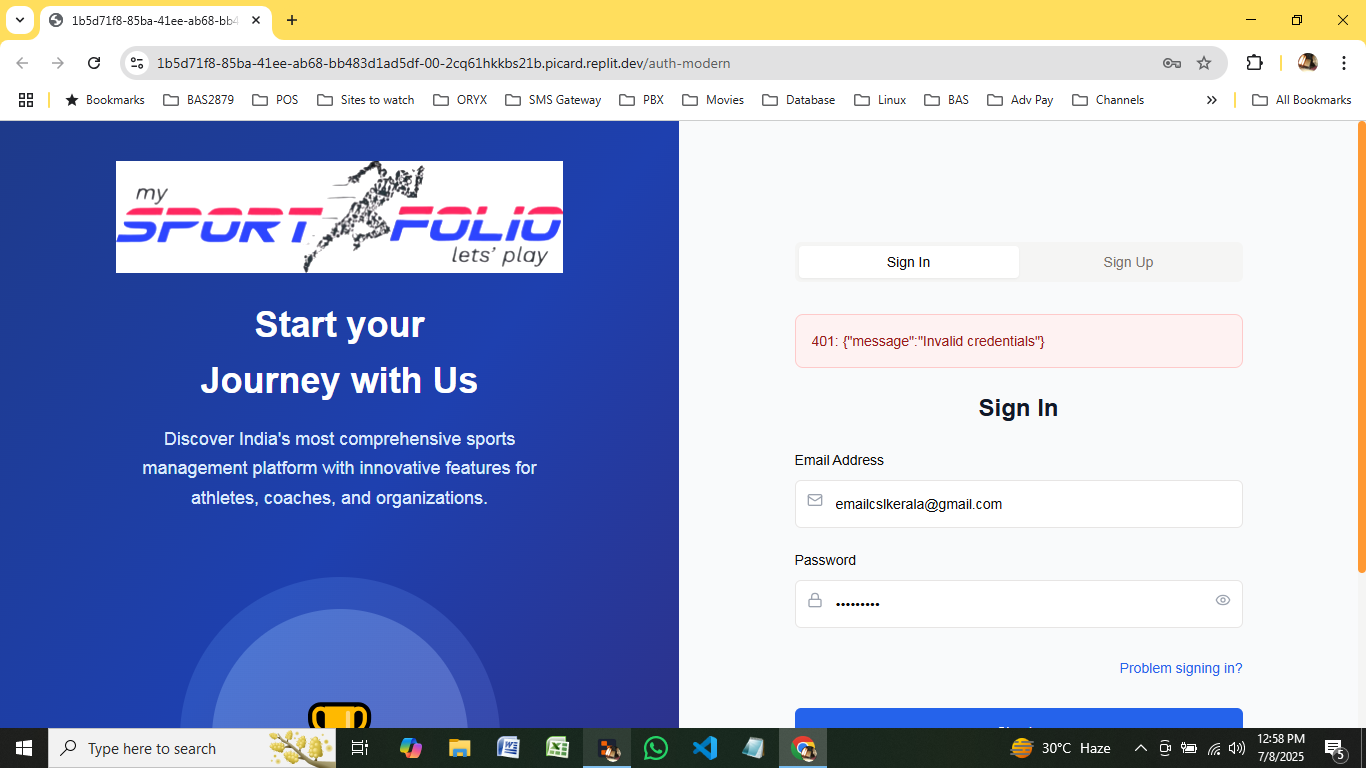 1b5d71f8-85ba-41ee-ab68-bb4
1b5d71f8-85ba-41ee-ab68-bb483d1ad5df-00-2cq61hkkbs21b.picard.replit.dev/auth-modern
Bookmarks BAS2879 POS Sites to watch ORYX SMS Gateway PBX Movies Database Linux BAS Adv Pay Channels All Bookmarks
my
SPORT FOLIO
lets' play
Start your
Journey with Us
Discover India's most comprehensive sports
management platform with innovative features for
athletes, coaches, and organizations.
Sign In Sign Up
401: {"message":"Invalid credentials"}
Sign In
Email Address
emailcslkerala@gmail.com
Password
•••••••••
Problem signing in?
Type here to search
30°C Haze
12:58 PM
7/8/2025
5